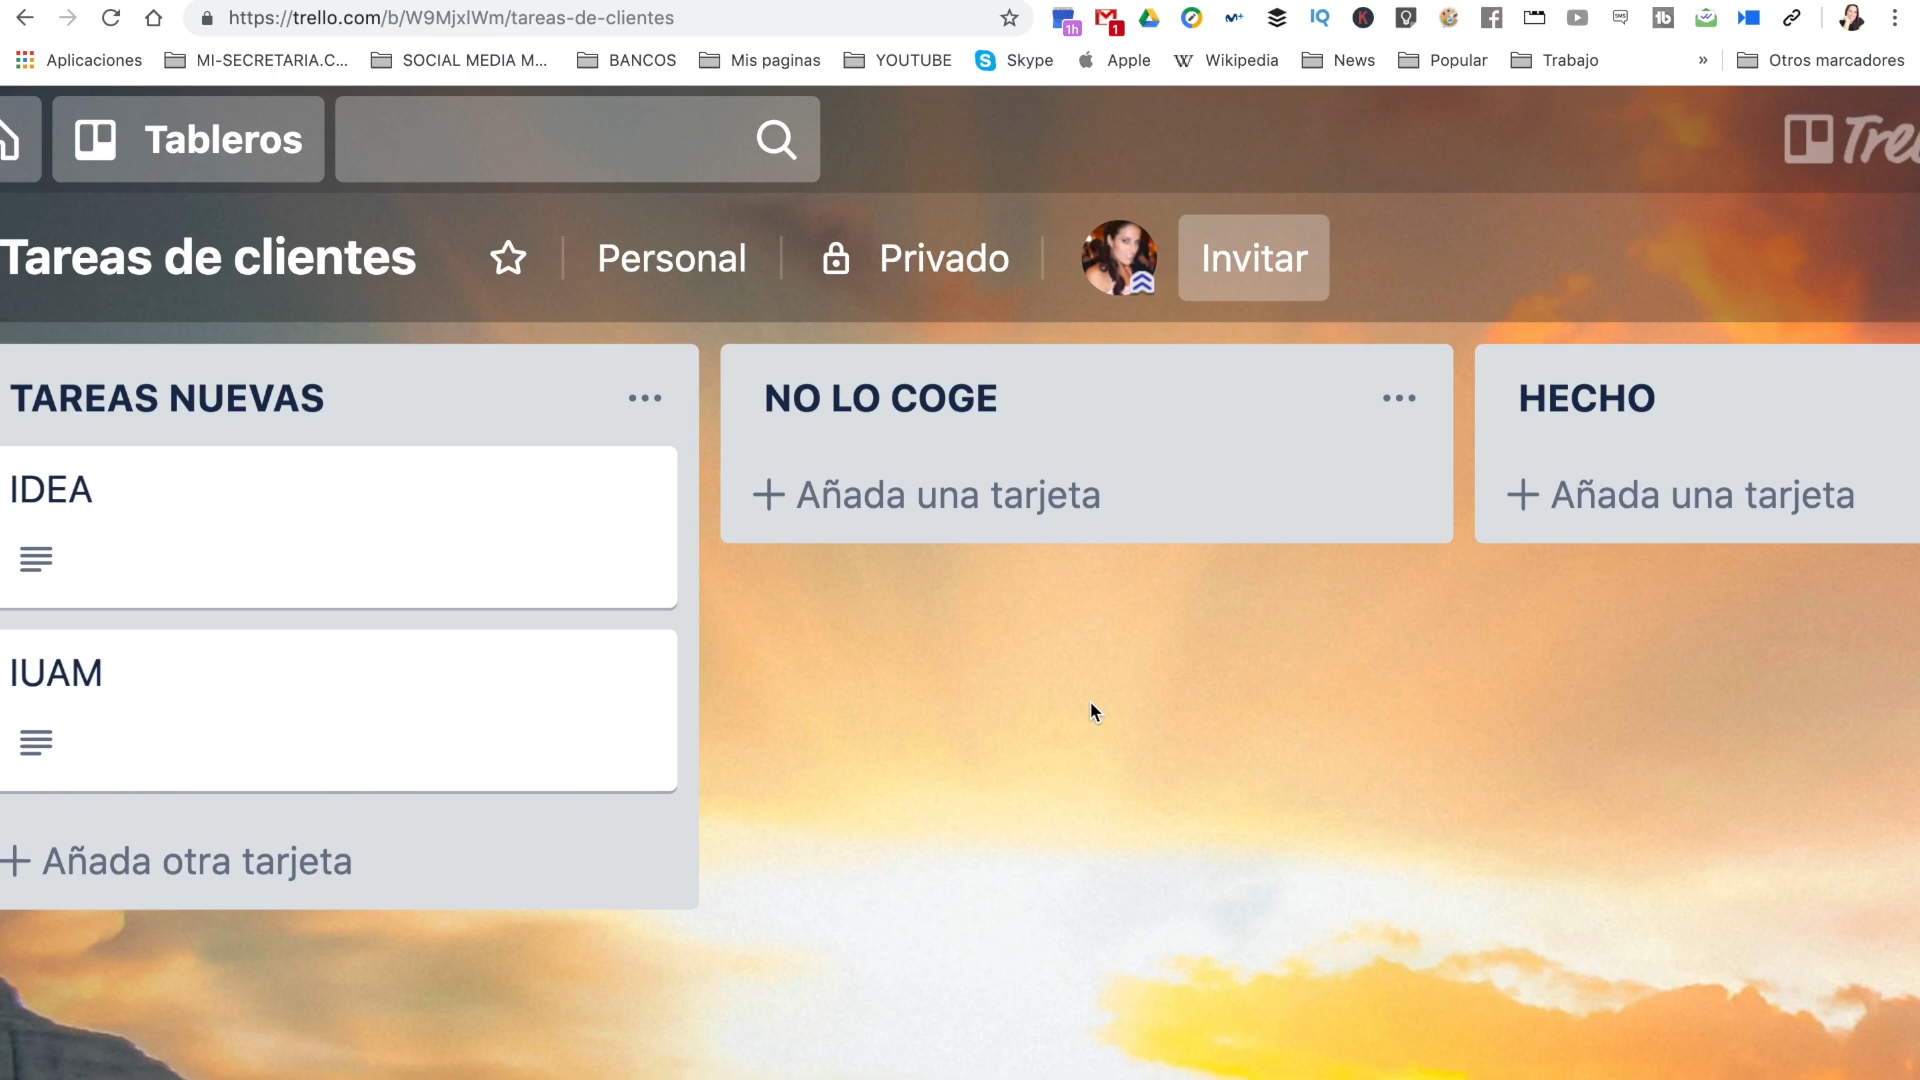 https://trello.com/b/W9MjxlWm/tareas-de-clientes
1h
1
Aplicaciones
MI-SECRETARIA.C...
SOCIAL MEDIA M...
BANCOS
Mis paginas
YOUTUBE
Skype
Apple
Wikipedia
News
Popular
Trabajo
»
Otros marcadores
Tableros
Tareas de clientes
Personal
Privado
Invitar
TAREAS NUEVAS
IDEA
IUAM
+ Añada otra tarjeta
NO LO COGE
+ Añada una tarjeta
HECHO
+ Añada una tarjeta